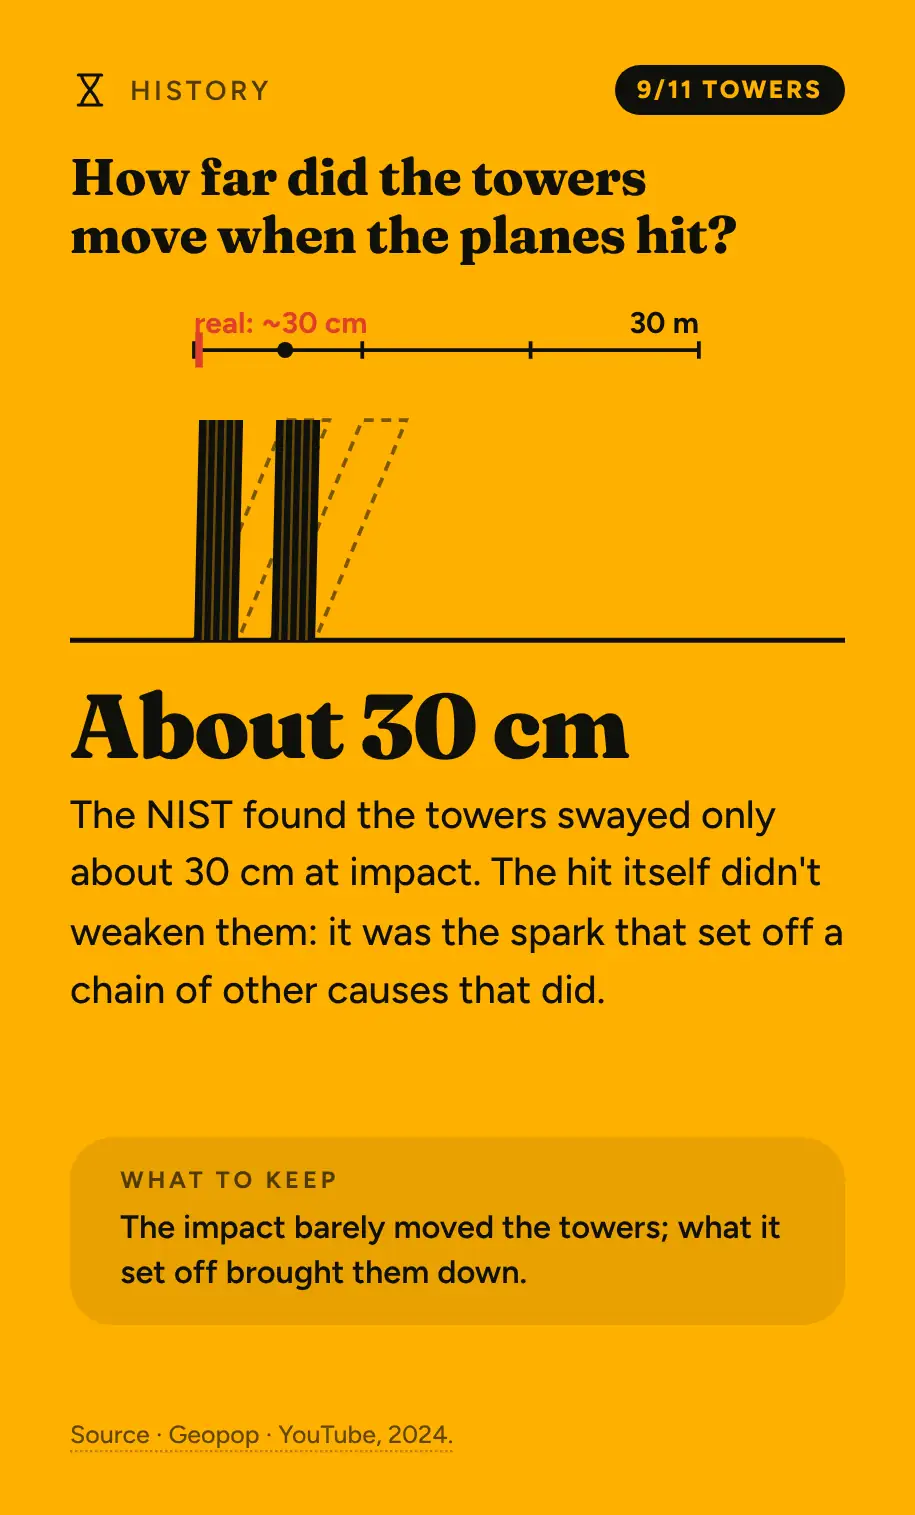 HISTORY
9/11 TOWERS
How far did the towers
move when the planes hit?
real: ~30 cm
30 m
About 30 cm
The NIST found the towers swayed only
about 30 cm at impact. The hit itself didn't
weaken them: it was the spark that set off a
chain of other causes that did.
WHAT TO KEEP
The impact barely moved the towers; what it
set off brought them down.
Source · Geopop · YouTube, 2024.